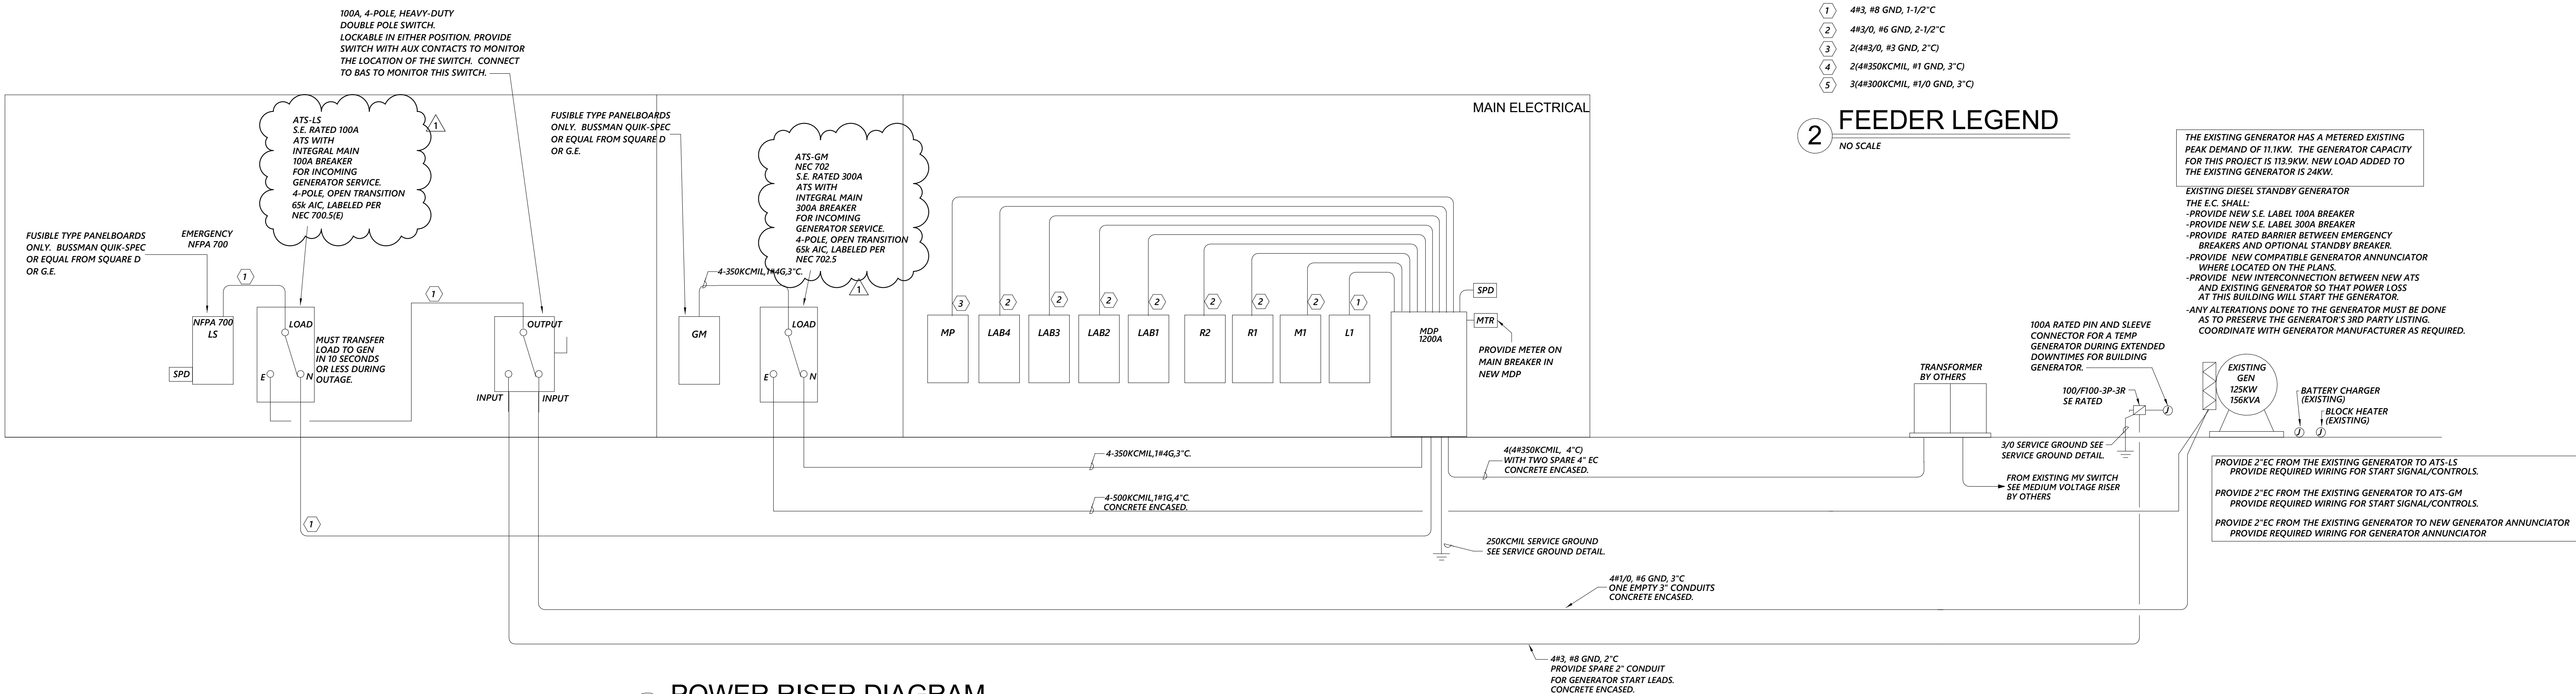 100A, 4-POLE, HEAVY-DUTY
DOUBLE POLE SWITCH.
LOCKABLE IN EITHER POSITION. PROVIDE
SWITCH WITH AUX CONTACTS TO MONITOR
THE LOCATION OF THE SWITCH. CONNECT
TO BAS TO MONITOR THIS SWITCH.
1 4#3, #8 GND, 1-1/2"C
2 4#3/0, #6 GND, 2-1/2"C
3 2(4#3/0, #3 GND, 2"C)
4 2(4#350KCMIL, #1 GND, 3"C)
5 3(4#300KCMIL, #1/0 GND, 3"C)
2 FEEDER LEGEND
NO SCALE
MAIN ELECTRICAL
ATS-LS
S.E. RATED 100A
ATS WITH
INTEGRAL MAIN
100A BREAKER
FOR INCOMING
GENERATOR SERVICE.
4-POLE, OPEN TRANSITION
65k AIC, LABELED PER
NEC 700.5(E)
1
FUSIBLE TYPE PANELBOARDS
ONLY. BUSSMAN QUIK-SPEC
OR EQUAL FROM SQUARE D
OR G.E.
ATS-GM
NEC 702
S.E. RATED 300A
ATS WITH
INTEGRAL MAIN
300A BREAKER
FOR INCOMING
GENERATOR SERVICE.
4-POLE, OPEN TRANSITION
65k AIC, LABELED PER
NEC 702.5
1
FUSIBLE TYPE PANELBOARDS
ONLY. BUSSMAN QUIK-SPEC
OR EQUAL FROM SQUARE D
OR G.E.
EMERGENCY
NFPA 700
1
1
4-350KCMIL,1#4G,3"C.
NFPA 700
LS
SPD
LOAD
E
N
MUST TRANSFER
LOAD TO GEN
IN 10 SECONDS
OR LESS DURING
OUTAGE.
OUTPUT
INPUT
INPUT
GM
LOAD
E
N
3
2
2
2
2
2
2
2
1
MP
LAB4
LAB3
LAB2
LAB1
R2
R1
M1
L1
MDP
1200A
SPD
MTR
PROVIDE METER ON
MAIN BREAKER IN
NEW MDP
THE EXISTING GENERATOR HAS A METERED EXISTING
PEAK DEMAND OF 11.1KW. THE GENERATOR CAPACITY
FOR THIS PROJECT IS 113.9KW. NEW LOAD ADDED TO
THE EXISTING GENERATOR IS 24KW.
EXISTING DIESEL STANDBY GENERATOR
THE E.C. SHALL:
-PROVIDE NEW S.E. LABEL 100A BREAKER
-PROVIDE NEW S.E. LABEL 300A BREAKER
-PROVIDE RATED BARRIER BETWEEN EMERGENCY
BREAKERS AND OPTIONAL STANDBY BREAKER.
-PROVIDE NEW COMPATIBLE GENERATOR ANNUNCIATOR
WHERE LOCATED ON THE PLANS.
-PROVIDE NEW INTERCONNECTION BETWEEN NEW ATS
AND EXISTING GENERATOR SO THAT POWER LOSS
AT THIS BUILDING WILL START THE GENERATOR.
-ANY ALTERATIONS DONE TO THE GENERATOR MUST BE DONE
AS TO PRESERVE THE GENERATOR'S 3RD PARTY LISTING.
COORDINATE WITH GENERATOR MANUFACTURER AS REQUIRED.
100A RATED PIN AND SLEEVE
CONNECTOR FOR A TEMP
GENERATOR DURING EXTENDED
DOWNTIMES FOR BUILDING
GENERATOR.
TRANSFORMER
BY OTHERS
100/F100-3P-3R
SE RATED
J
EXISTING
GEN
125KW
156KVA
BATTERY CHARGER
(EXISTING)
BLOCK HEATER
(EXISTING)
J
J
3/0 SERVICE GROUND SEE
SERVICE GROUND DETAIL.
4-350KCMIL,1#4G,3"C.
4(4#350KCMIL, 4"C)
WITH TWO SPARE 4" EC
CONCRETE ENCASED.
FROM EXISTING MV SWITCH
SEE MEDIUM VOLTAGE RISER
BY OTHERS
PROVIDE 2"EC FROM THE EXISTING GENERATOR TO ATS-LS
PROVIDE REQUIRED WIRING FOR START SIGNAL/CONTROLS.
PROVIDE 2"EC FROM THE EXISTING GENERATOR TO ATS-GM
PROVIDE REQUIRED WIRING FOR START SIGNAL/CONTROLS.
PROVIDE 2"EC FROM THE EXISTING GENERATOR TO NEW GENERATOR ANNUNCIATOR
PROVIDE REQUIRED WIRING FOR GENERATOR ANNUNCIATOR
4-500KCMIL,1#1G,4"C.
CONCRETE ENCASED.
1
250KCMIL SERVICE GROUND
SEE SERVICE GROUND DETAIL.
4#1/0, #6 GND, 3"C
ONE EMPTY 3" CONDUITS
CONCRETE ENCASED.
4#3, #8 GND, 2"C
PROVIDE SPARE 2" CONDUIT
FOR GENERATOR START LEADS.
CONCRETE ENCASED.
POWER RISER DIAGRAM